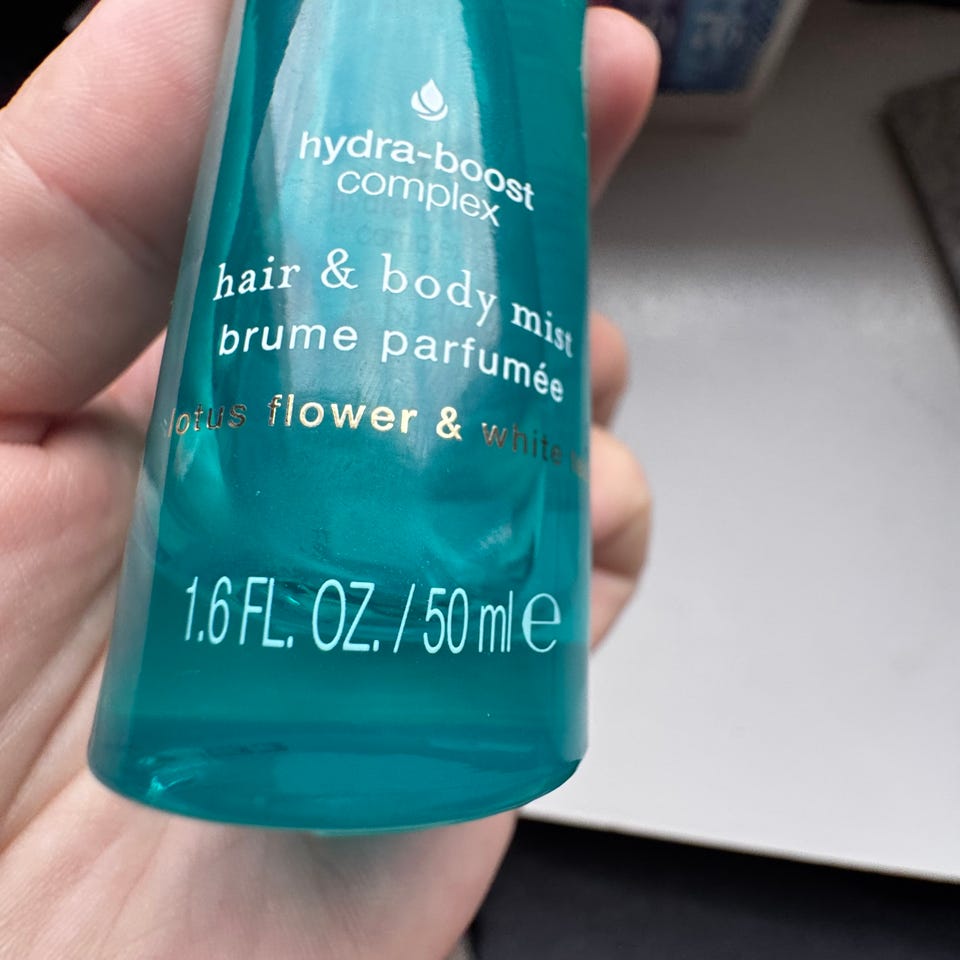 hydra-boost
complex
hair & body mist
brume parfumée
lotus flower & white
1.6 FL. OZ. / 50 ml ℮